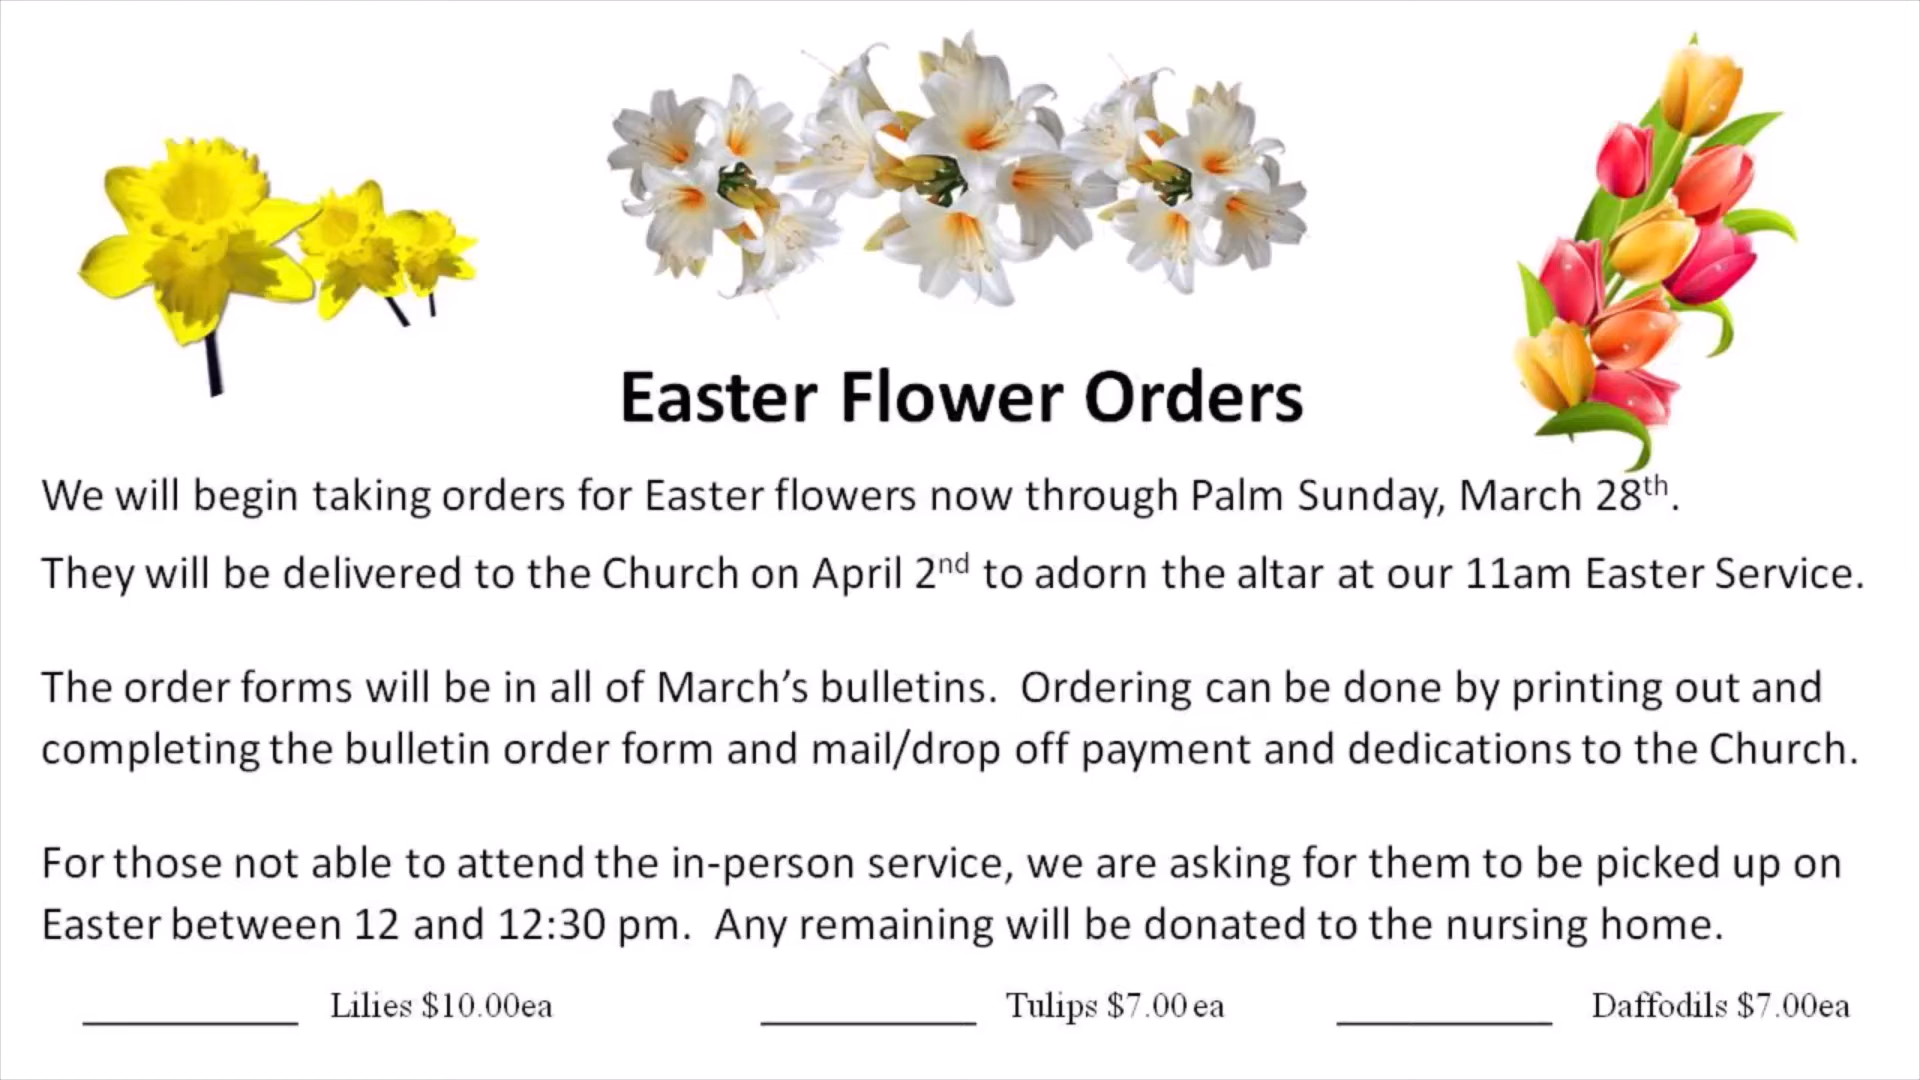 Easter Flower Orders
We will begin taking orders for Easter flowers now through Palm Sunday, March 28th.
They will be delivered to the Church on April 2nd to adorn the altar at our 11am Easter Service.
The order forms will be in all of March’s bulletins.  Ordering can be done by printing out and
completing the bulletin order form and mail/drop off payment and dedications to the Church.
For those not able to attend the in-person service, we are asking for them to be picked up on
Easter between 12 and 12:30 pm.  Any remaining will be donated to the nursing home.
____________ Lilies $10.00ea ____________ Tulips $7.00 ea ____________ Daffodils $7.00ea